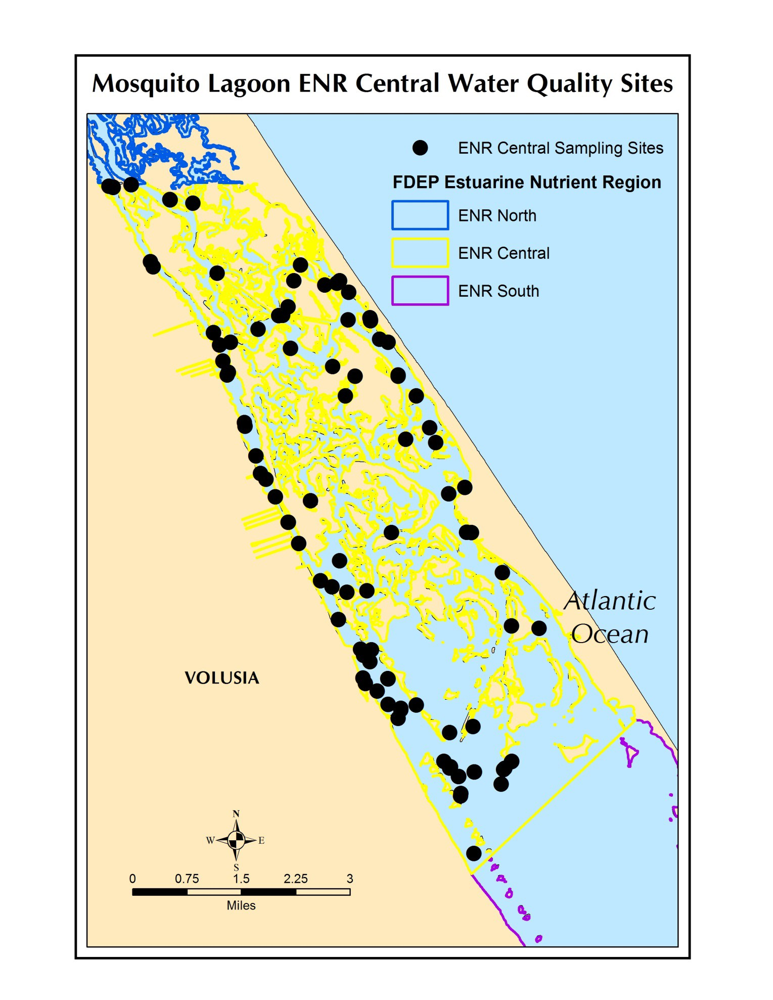 Mosquito Lagoon ENR Central Water Quality Sites
ENR Central Sampling Sites
FDEP Estuarine Nutrient Region
ENR North
ENR Central
ENR South
Atlantic
Ocean
VOLUSIA
N
W E
S
0 0.75 1.5 2.25 3
Miles